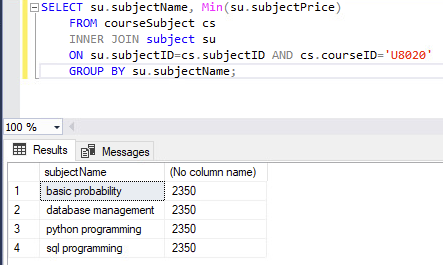 SELECT su.subjectName, Min(su.subjectPrice)
FROM courseSubject cs
INNER JOIN subject su
ON su.subjectID=cs.subjectID AND cs.courseID='U8020'
GROUP BY su.subjectName;
100 %
Results Messages
subjectName (No column name)
1 basic probability 2350
2 database management 2350
3 python programming 2350
4 sql programming 2350